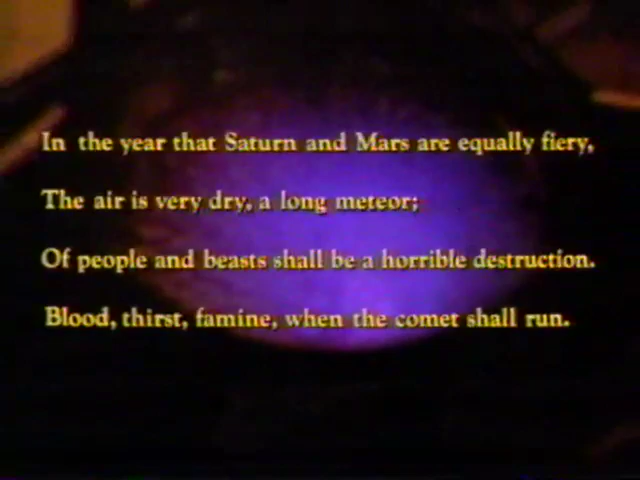 In the year that Saturn and Mars are equally fiery,
The air is very dry, a long meteor;
Of people and beasts shall be a horrible destruction.
Blood, thirst, famine, when the comet shall run.